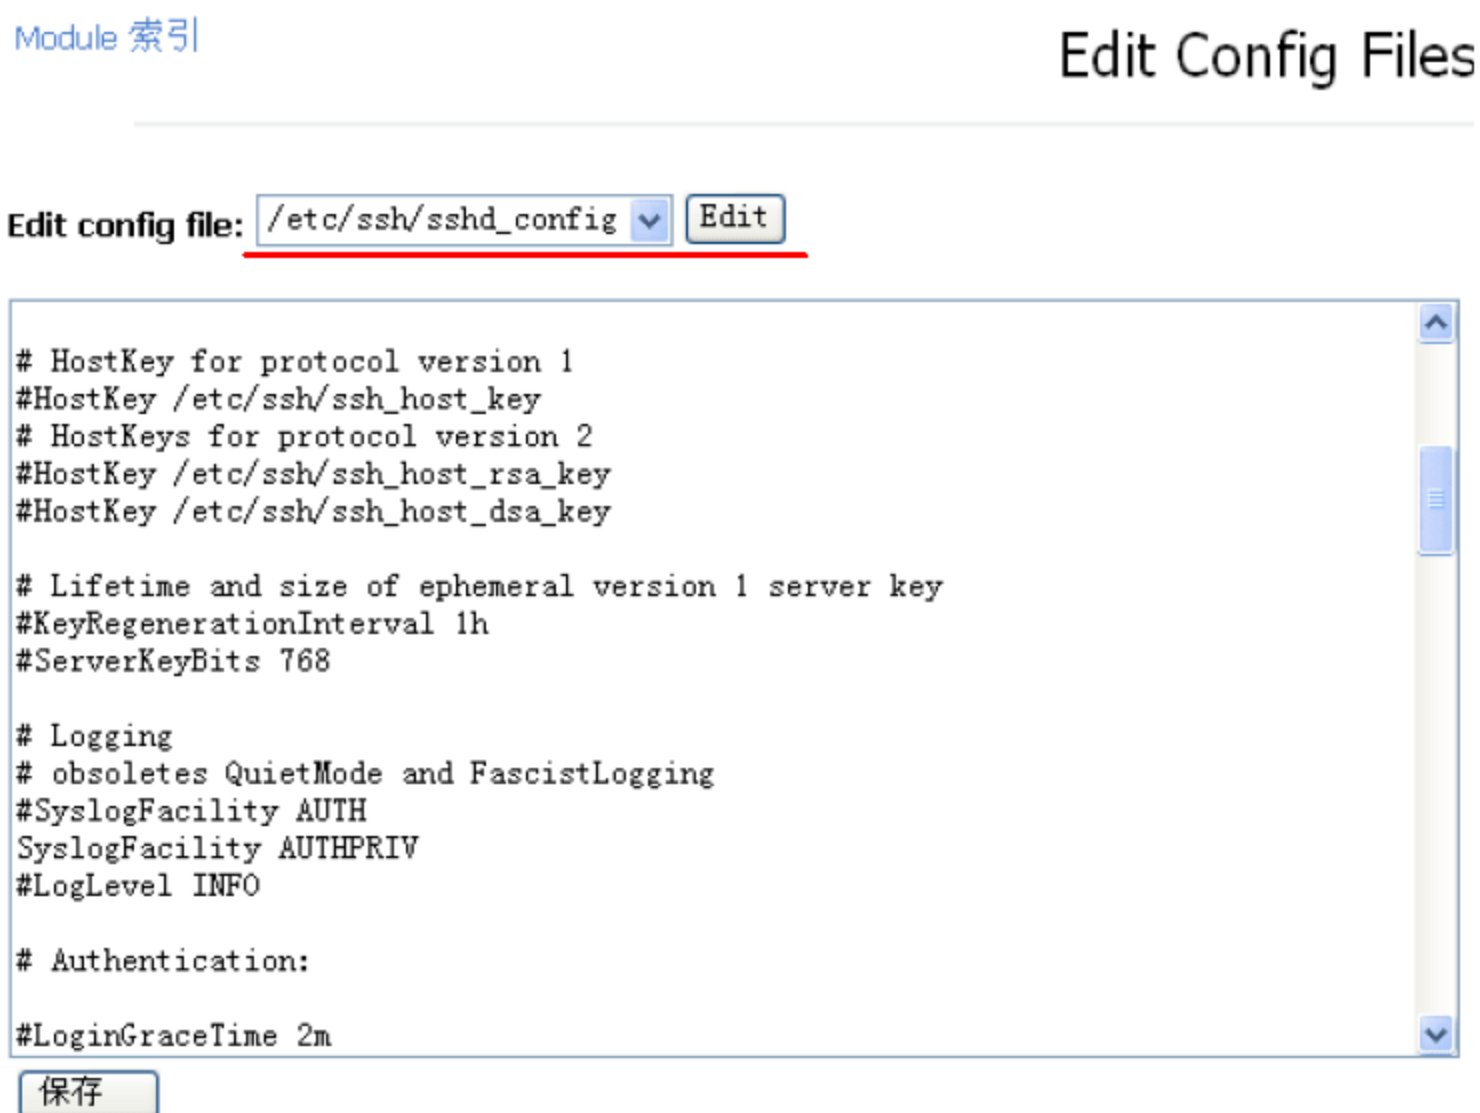 Module 索引
Edit Config Files
Edit config file: /etc/ssh/sshd_config Edit
# HostKey for protocol version 1
#HostKey /etc/ssh/ssh_host_key
# HostKeys for protocol version 2
#HostKey /etc/ssh/ssh_host_rsa_key
#HostKey /etc/ssh/ssh_host_dsa_key
# Lifetime and size of ephemeral version 1 server key
#KeyRegenerationInterval 1h
#ServerKeyBits 768
# Logging
# obsoletes QuietMode and FascistLogging
#SyslogFacility AUTH
SyslogFacility AUTHPRIV
#LogLevel INFO
# Authentication:
#LoginGraceTime 2m
保存